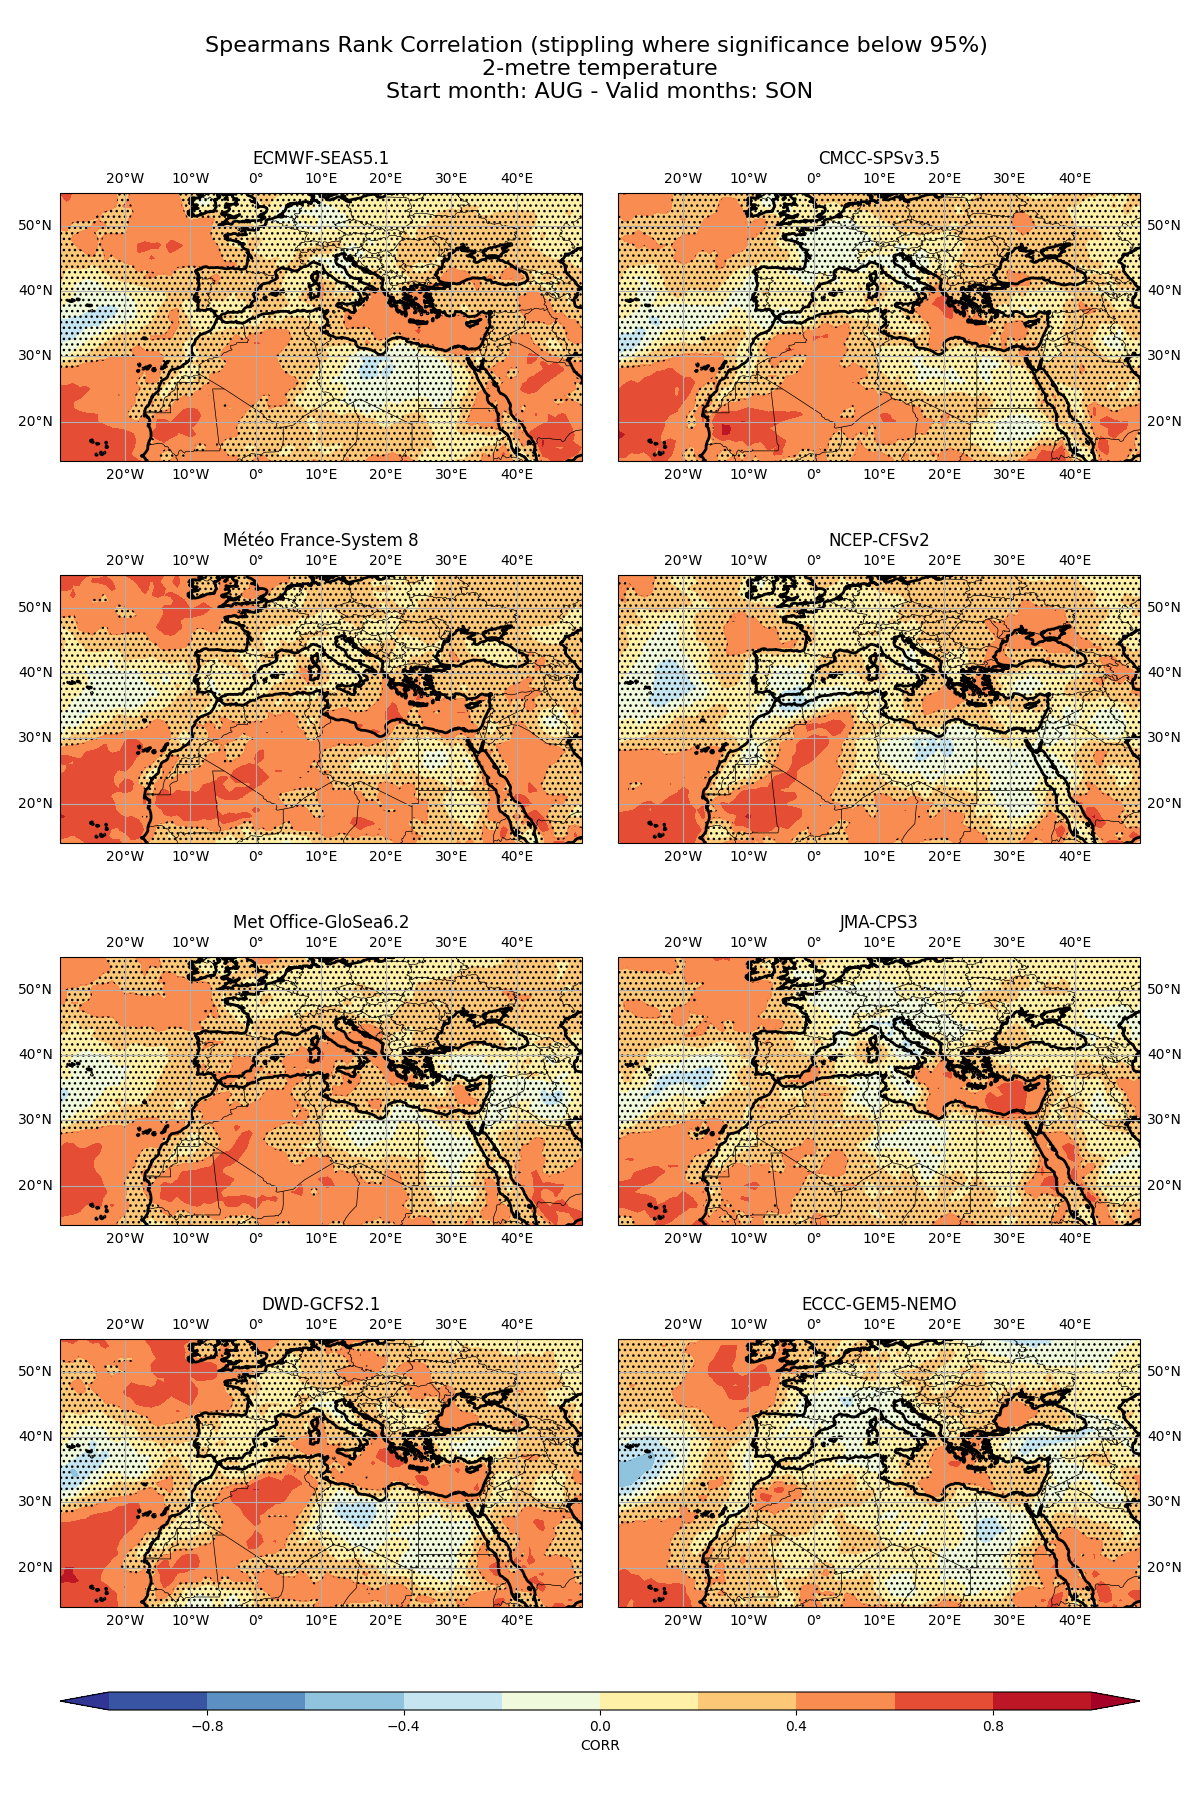 Spearmans Rank Correlation (stippling where significance below 95%)
2-metre temperature
Start month: AUG - Valid months: SON
ECMWF-SEAS5.1
CMCC-SPSv3.5
20°W 10°W 0° 10°E 20°E 30°E 40°E
20°W 10°W 0° 10°E 20°E 30°E 40°E
50°N 50°N
40°N 40°N
30°N 30°N
20°N 20°N
20°W 10°W 0° 10°E 20°E 30°E 40°E
20°W 10°W 0° 10°E 20°E 30°E 40°E
Météo France-System 8
NCEP-CFSv2
20°W 10°W 0° 10°E 20°E 30°E 40°E
20°W 10°W 0° 10°E 20°E 30°E 40°E
50°N 50°N
40°N 40°N
30°N 30°N
20°N 20°N
20°W 10°W 0° 10°E 20°E 30°E 40°E
20°W 10°W 0° 10°E 20°E 30°E 40°E
Met Office-GloSea6.2
JMA-CPS3
20°W 10°W 0° 10°E 20°E 30°E 40°E
20°W 10°W 0° 10°E 20°E 30°E 40°E
50°N 50°N
40°N 40°N
30°N 30°N
20°N 20°N
20°W 10°W 0° 10°E 20°E 30°E 40°E
20°W 10°W 0° 10°E 20°E 30°E 40°E
DWD-GCFS2.1
ECCC-GEM5-NEMO
20°W 10°W 0° 10°E 20°E 30°E 40°E
20°W 10°W 0° 10°E 20°E 30°E 40°E
50°N 50°N
40°N 40°N
30°N 30°N
20°N 20°N
20°W 10°W 0° 10°E 20°E 30°E 40°E
20°W 10°W 0° 10°E 20°E 30°E 40°E
−0.8 −0.4 0.0 0.4 0.8
CORR